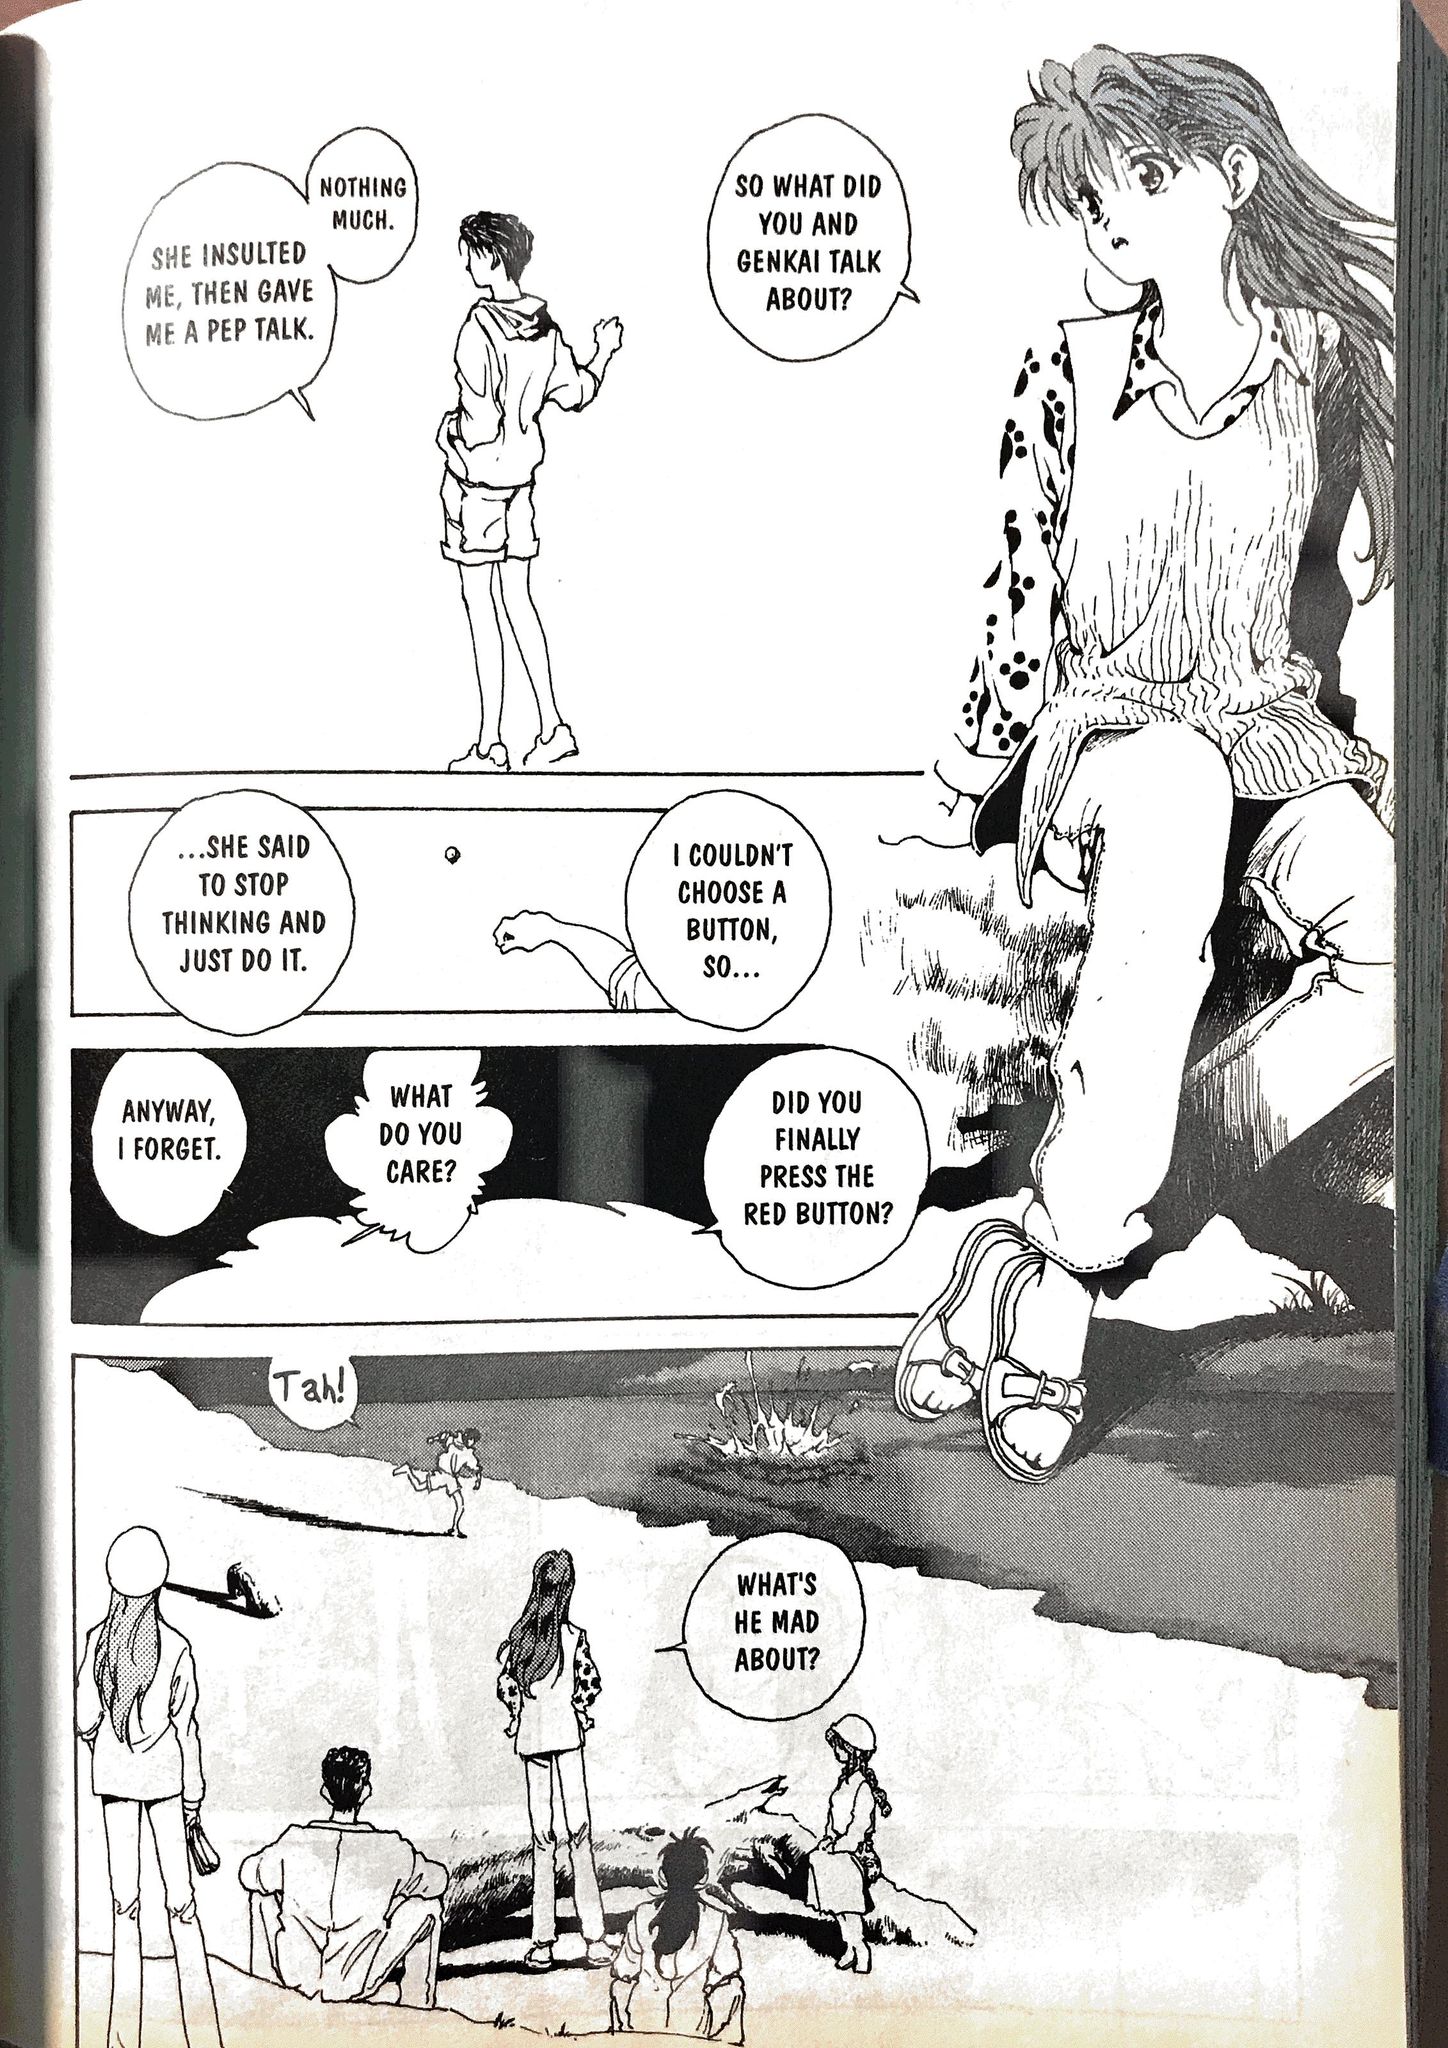 SO WHAT DID
YOU AND
GENKAI TALK
ABOUT?
NOTHING
MUCH.
SHE INSULTED
ME, THEN GAVE
ME A PEP TALK.
I COULDN'T
CHOOSE A
BUTTON,
SO...
...SHE SAID
TO STOP
THINKING AND
JUST DO IT.
DID YOU
FINALLY
PRESS THE
RED BUTTON?
WHAT
DO YOU
CARE?
ANYWAY,
I FORGET.
Tah!
WHAT'S
HE MAD
ABOUT?